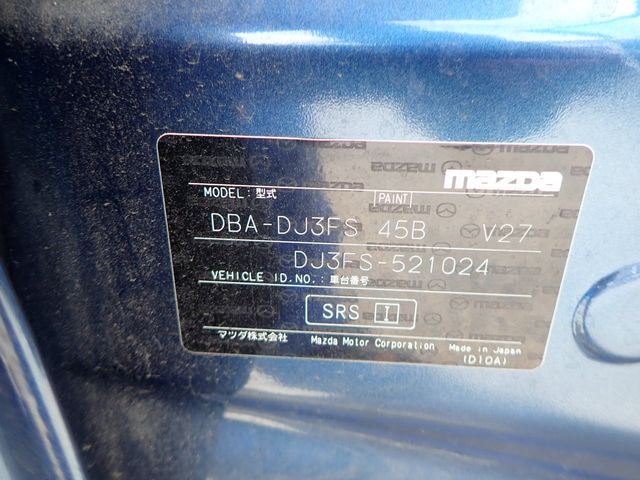 mazda
MODEL:型式 PAINT
DBA-DJ3FS 45B V27
DJ3FS-521024
VEHICLE ID.NO.:車台番号
SRS I
マツダ株式会社 Mazda Motor Corporation Made in Japan
(D10A)